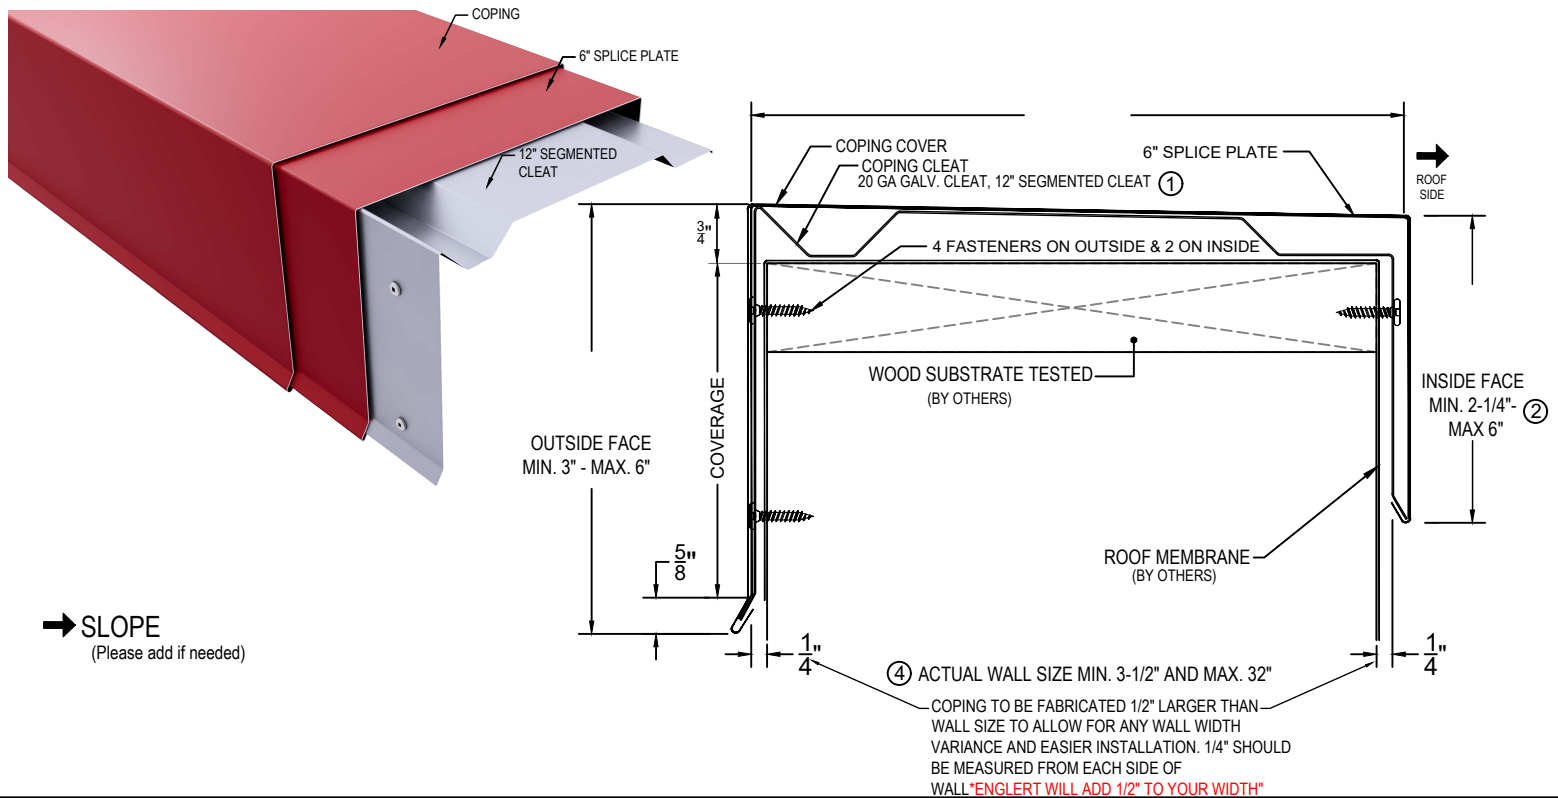 COPING
6" SPLICE PLATE
12" SEGMENTED
CLEAT
COPING COVER
COPING CLEAT
20 GA GALV. CLEAT, 12" SEGMENTED CLEAT 1
6" SPLICE PLATE
ROOF
SIDE
3/4"
4 FASTENERS ON OUTSIDE & 2 ON INSIDE
WOOD SUBSTRATE TESTED
(BY OTHERS)
COVERAGE
OUTSIDE FACE
MIN. 3" - MAX. 6"
INSIDE FACE
MIN. 2-1/4"- 2
MAX 6"
5/8"
ROOF MEMBRANE
(BY OTHERS)
SLOPE
(Please add if needed)
1/4"
1/4"
4 ACTUAL WALL SIZE MIN. 3-1/2" AND MAX. 32"
COPING TO BE FABRICATED 1/2" LARGER THAN
WALL SIZE TO ALLOW FOR ANY WALL WIDTH
VARIANCE AND EASIER INSTALLATION. 1/4" SHOULD
BE MEASURED FROM EACH SIDE OF
WALL*ENGLERT WILL ADD 1/2" TO YOUR WIDTH"